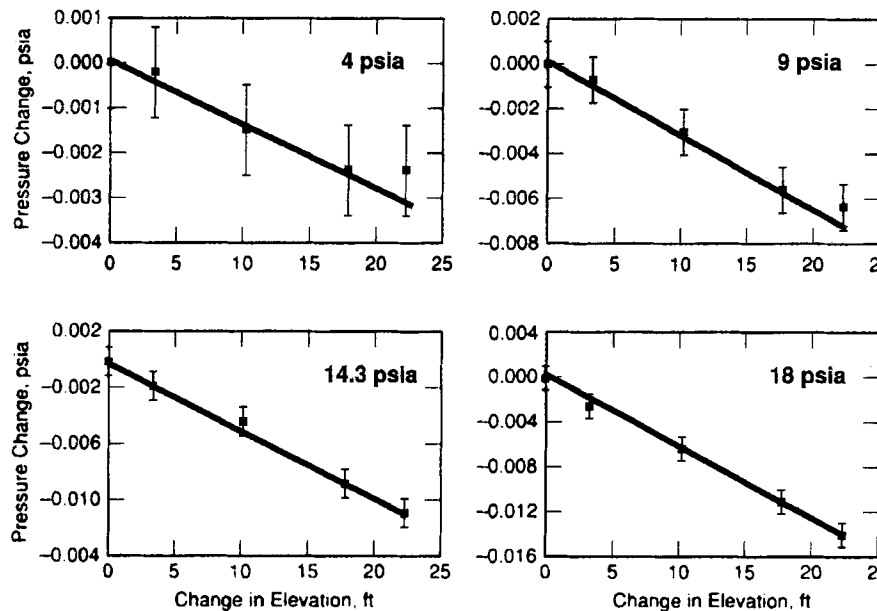 0.001
0.000
−0.001
−0.002
−0.003
−0.004
Pressure Change, psia
4 psia
0 5 10 15 20 25
0.002
0.000
−0.002
−0.004
−0.006
−0.008
9 psia
0 5 10 15 20 25
0.002
−0.002
−0.006
−0.010
−0.004
Pressure Change, psia
14.3 psia
0 5 10 15 20 25
Change in Elevation, ft
0.004
0.000
−0.004
−0.008
−0.012
−0.016
18 psia
0 5 10 15 20 25
Change in Elevation, ft